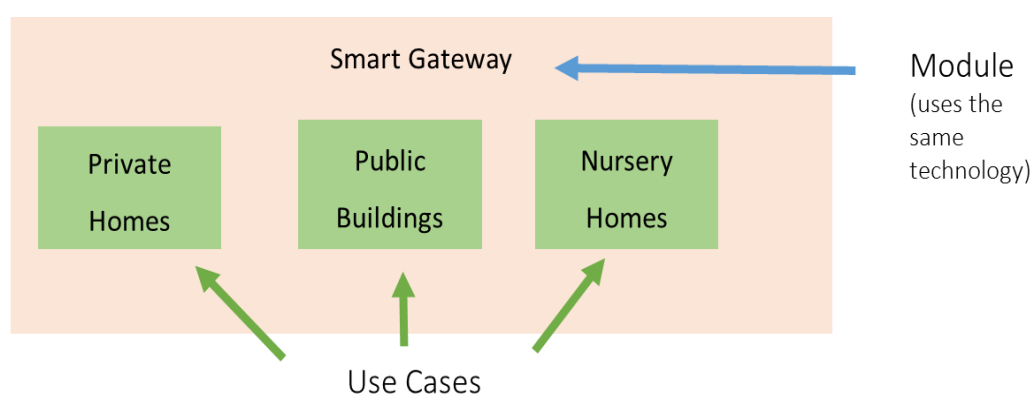 Smart Gateway
Module
(uses the
same
technology)
Private
Homes
Public
Buildings
Nursery
Homes
Use Cases